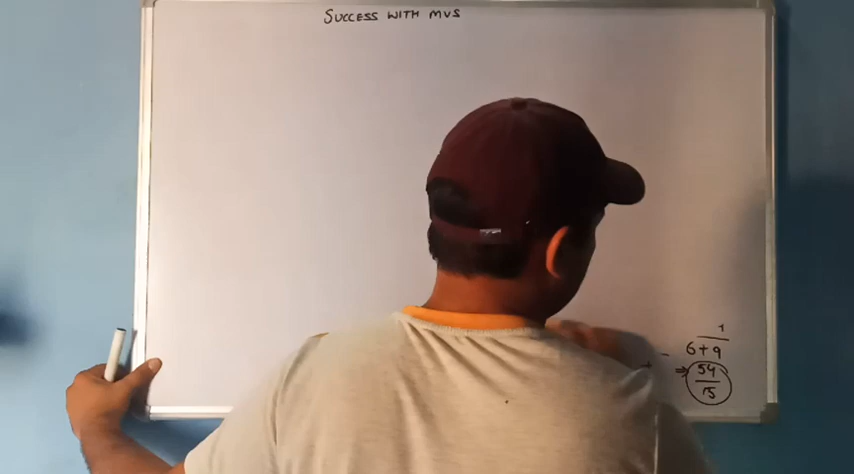 SUCCESS WITH MVS
1
- 6+9
+ ⇒ 54
15